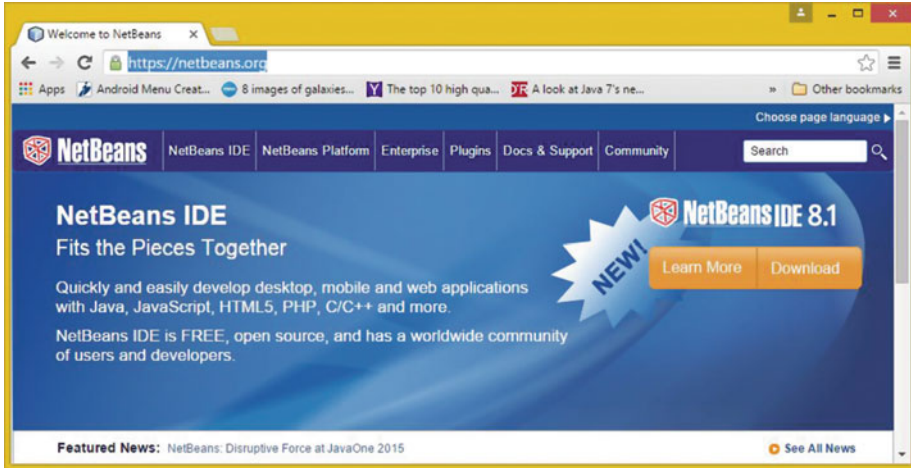 Welcome to NetBeans
https://netbeans.org
Apps Android Menu Creat... 8 images of galaxies... The top 10 high qua... A look at Java 7's ne... » Other bookmarks
Choose page language
NetBeans NetBeans IDE NetBeans Platform Enterprise Plugins Docs & Support Community Search
NetBeans IDE
Fits the Pieces Together
Quickly and easily develop desktop, mobile and web applications
with Java, JavaScript, HTML5, PHP, C/C++ and more.
NetBeans IDE is FREE, open source, and has a worldwide community
of users and developers.
NEW!
NetBeans IDE 8.1
Learn More Download
Featured News: NetBeans: Disruptive Force at JavaOne 2015 See All News